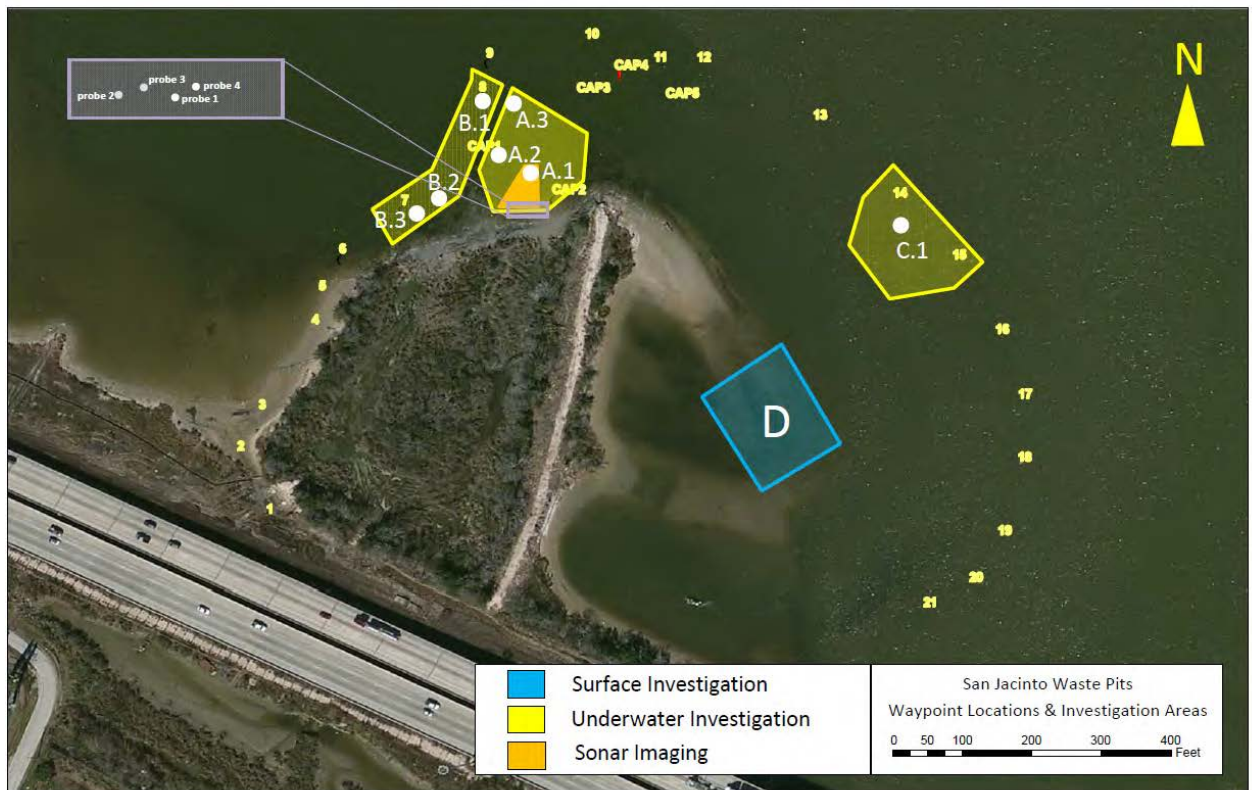 10
9
11
12
N
CAP4
probe 3
probe 4
probe 2
probe 1
8
CAP3
CAP5
B.1
A.3
13
CAP1
A.2
A.1
CAP2
14
B.2
7
B.3
C.1
15
6
5
4
16
17
3
D
2
18
1
19
20
21
Surface Investigation
Underwater Investigation
Sonar Imaging
San Jacinto Waste Pits
Waypoint Locations & Investigation Areas
0 50 100 200 300 400
Feet